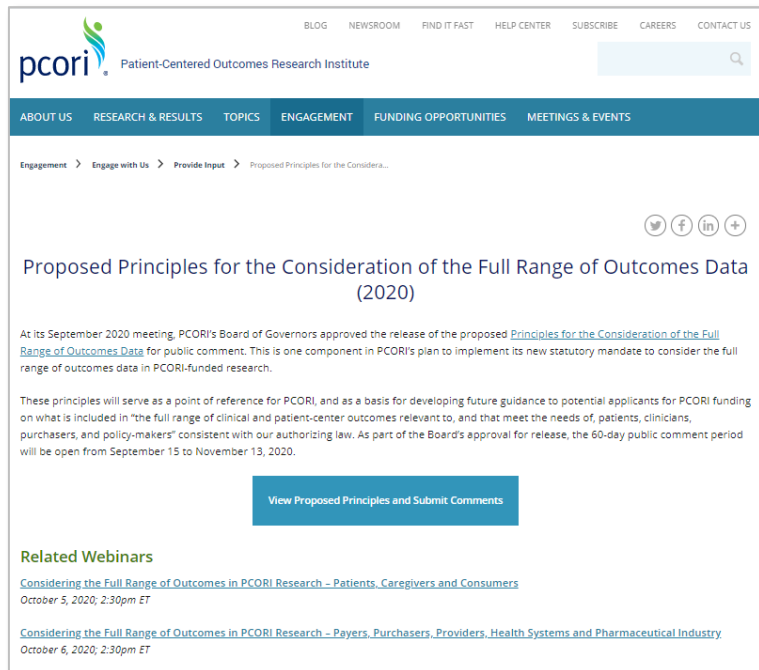 BLOG NEWSROOM FIND IT FAST HELP CENTER SUBSCRIBE CAREERS CONTACT US
pcori. Patient-Centered Outcomes Research Institute
ABOUT US RESEARCH & RESULTS TOPICS ENGAGEMENT FUNDING OPPORTUNITIES MEETINGS & EVENTS
Engagement > Engage with Us > Provide Input > Proposed Principles for the Considera...
Proposed Principles for the Consideration of the Full Range of Outcomes Data
(2020)
At its September 2020 meeting, PCORI's Board of Governors approved the release of the proposed Principles for the Consideration of the Full
Range of Outcomes Data for public comment. This is one component in PCORI's plan to implement its new statutory mandate to consider the full
range of outcomes data in PCORI-funded research.
These principles will serve as a point of reference for PCORI, and as a basis for developing future guidance to potential applicants for PCORI funding
on what is included in "the full range of clinical and patient-center outcomes relevant to, and that meet the needs of, patients, clinicians,
purchasers, and policy-makers" consistent with our authorizing law. As part of the Board's approval for release, the 60-day public comment period
will be open from September 15 to November 13, 2020.
View Proposed Principles and Submit Comments
Related Webinars
Considering the Full Range of Outcomes in PCORI Research – Patients, Caregivers and Consumers
October 5, 2020; 2:30pm ET
Considering the Full Range of Outcomes in PCORI Research – Payers, Purchasers, Providers, Health Systems and Pharmaceutical Industry
October 6, 2020; 2:30pm ET